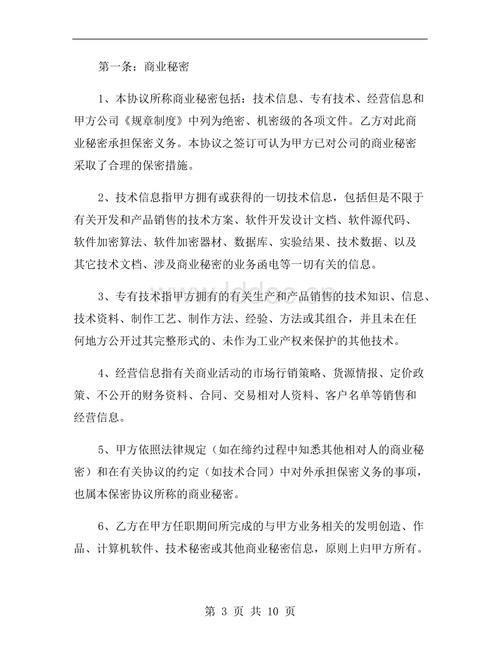 第一条：商业秘密
1、本协议所称商业秘密包括：技术信息、专有技术、经营信息和
甲方公司《规章制度》中列为绝密、机密级的各项文件。乙方对此商
业秘密承担保密义务。本协议之签订可认为甲方已对公司的商业秘密
采取了合理的保密措施。
2、技术信息指甲方拥有或获得的一切技术信息，包括但是不限于
有关开发和产品销售的技术方案、软件开发设计文档、软件源代码、
软件加密算法、软件加密器材、数据库、实验结果、技术数据、以及
其它技术文档、涉及商业秘密的业务函电等一切有关的信息。
3、专有技术指甲方拥有的有关生产和产品销售的技术知识、信息、
技术资料、制作工艺、制作方法、经验、方法或其组合，并且未在任
何地方公开过其完整形式的、未作为工业产权来保护的其他技术。
4、经营信息指有关商业活动的市场行销策略、货源情报、定价政
策、不公开的财务资料、合同、交易相对人资料、客户名单等销售和
经营信息。
5、甲方依照法律规定（如在缔约过程中知悉其他相对人的商业秘
密）和在有关协议的约定（如技术合同）中对外承担保密义务的事项，
也属本保密协议所称的商业秘密。
6、乙方在甲方任职期间所完成的与甲方业务相关的发明创造、作
品、计算机软件、技术秘密或其他商业秘密信息，原则上归甲方所有。
第 3 页 共 10 页